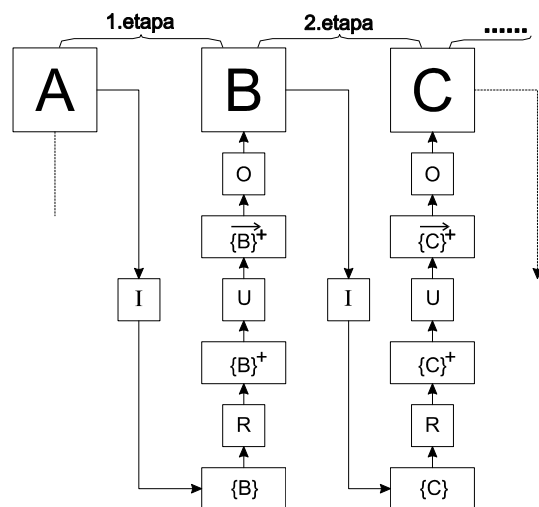 1.etapa 2.etapa ......
A B C
O O
{B}⁺ {C}⁺
I U I U
{B}⁺ {C}⁺
R R
{B} {C}